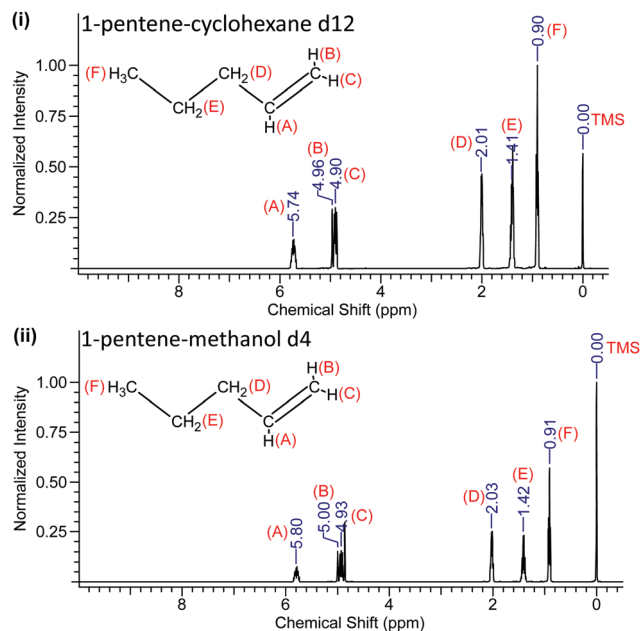 (i)
1-pentene-cyclohexane d12
(F) H₃C
CH₂ (D)
CH₂ (E)
C
H (A)
C
H (B)
H (C)
Normalized Intensity
1.00
0.75
0.50
0.25
(A)
5.74
(B)
4.96
4.90
(C)
(D)
2.01
(E)
1.41
0.90
(F)
0.00
TMS
8
6
4
2
0
Chemical Shift (ppm)
(ii)
1-pentene-methanol d4
(F) H₃C
CH₂ (D)
CH₂ (E)
C
H (A)
C
H (B)
H (C)
Normalized Intensity
1.00
0.75
0.50
0.25
(A)
5.80
(B)
5.00
4.93
(C)
(D)
2.03
(E)
1.42
0.91
(F)
0.00
TMS
8
6
4
2
0
Chemical Shift (ppm)